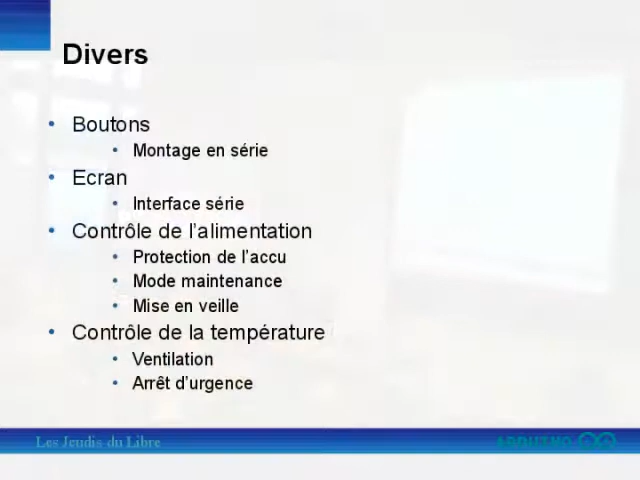 Divers
• Boutons
• Montage en série
• Ecran
• Interface série
• Contrôle de l'alimentation
• Protection de l'accu
• Mode maintenance
• Mise en veille
• Contrôle de la température
• Ventilation
• Arrêt d'urgence
Les Jeudis du Libre
ARDUINO